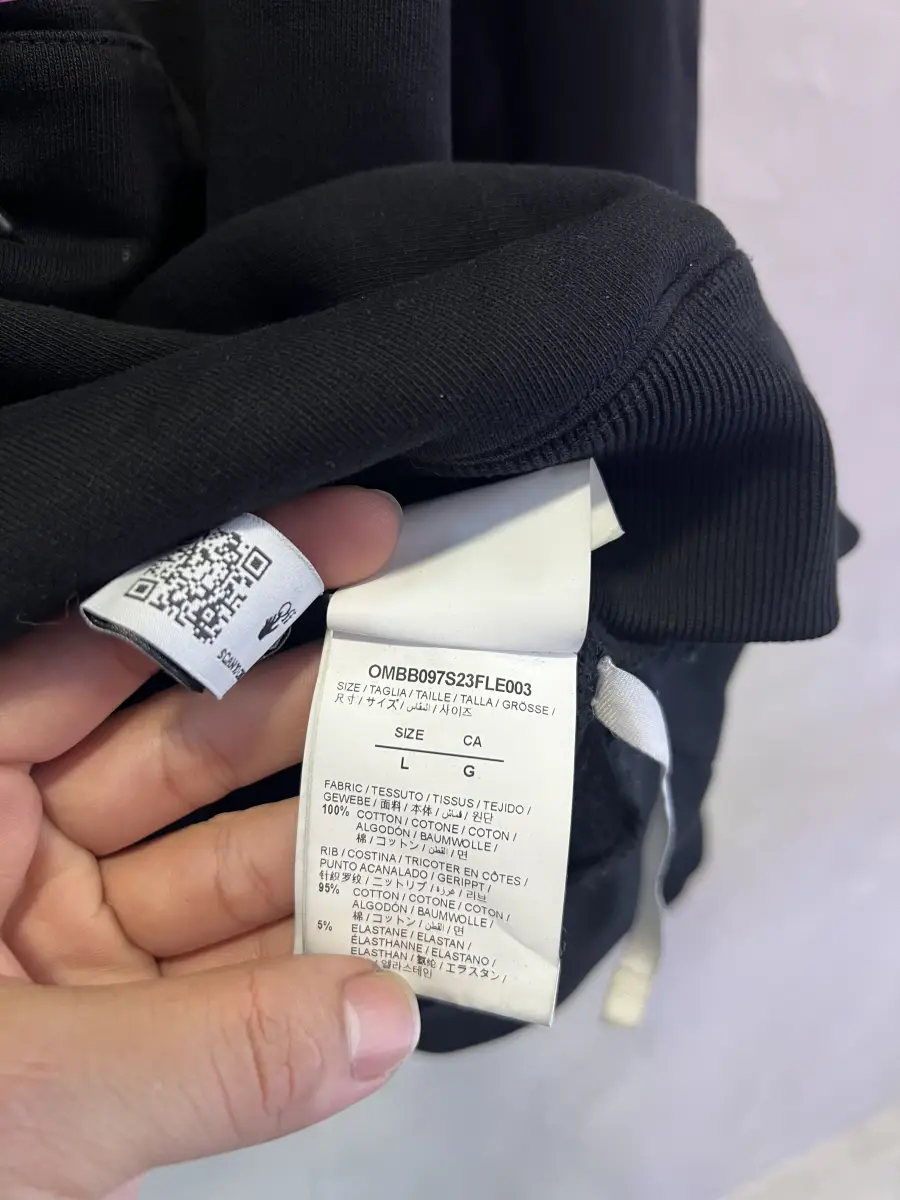 OMBB097S23FLE003
SIZE / TAGLIA / TAILLE / TALLA / GRÖSSE /
尺寸 / サイズ / المقاس / 사이즈
SIZE CA
L G
FABRIC / TESSUTO / TISSUS / TEJIDO /
GEWEBE / 面料 / 本体 / قماش / 원단
100% COTTON / COTONE / COTON /
ALGODÓN / BAUMWOLLE /
棉 / コットン / القطن / 면
RIB / COSTINA / TRICOTER EN CÔTES /
PUNTO ACANALADO / GERIPPT /
针织罗纹 / ニットリブ / 리브
95% COTTON / COTONE / COTON /
ALGODÓN / BAUMWOLLE /
棉 / コットン / القطن / 면
5% ELASTANE / ELASTAN /
ÉLASTHANNE / ELASTANO /
ELASTHAN / エラスタン /
/ 엘라스테인